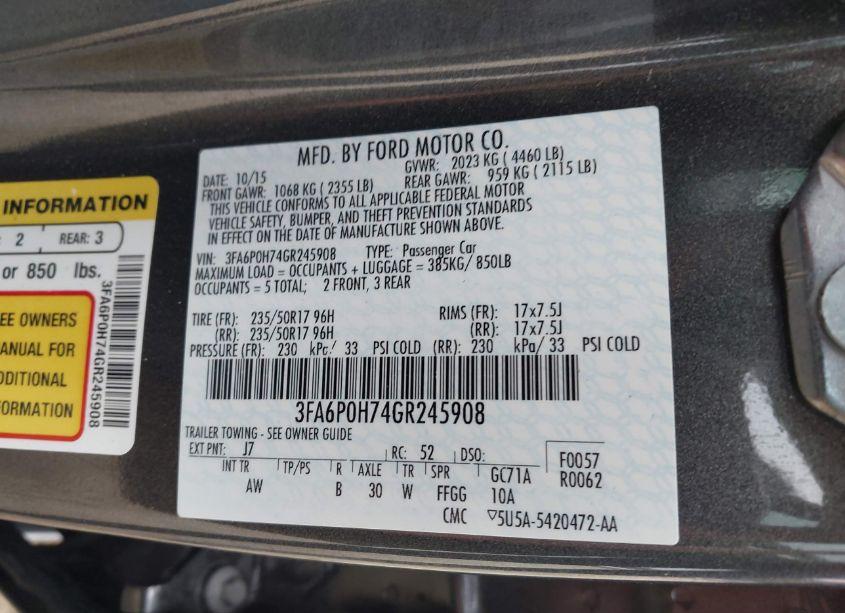 INFORMATION
: 2 REAR: 3
or 850 lbs.
EE OWNERS
ANUAL FOR
DDITIONAL
FORMATION
3FA6P0H74GR245908
MFD. BY FORD MOTOR CO.
DATE: 10/15 GVWR: 2023 KG ( 4460 LB)
FRONT GAWR: 1068 KG ( 2355 LB) REAR GAWR: 959 KG ( 2115 LB)
THIS VEHICLE CONFORMS TO ALL APPLICABLE FEDERAL MOTOR
VEHICLE SAFETY, BUMPER, AND THEFT PREVENTION STANDARDS
IN EFFECT ON THE DATE OF MANUFACTURE SHOWN ABOVE.
VIN: 3FA6P0H74GR245908 TYPE: Passenger Car
MAXIMUM LOAD = OCCUPANTS + LUGGAGE = 385KG/ 850LB
OCCUPANTS = 5 TOTAL; 2 FRONT, 3 REAR
TIRE (FR): 235/50R17 96H RIMS (FR): 17x7.5J
(RR): 235/50R17 96H (RR): 17x7.5J
PRESSURE (FR): 230 kPa/ 33 PSI COLD (RR): 230 kPa/ 33 PSI COLD
3FA6P0H74GR245908
TRAILER TOWING - SEE OWNER GUIDE
EXT PNT: J7 RC: 52 DSO: F0057
INT TR TP/PS R AXLE TR SPR GC71A R0062
AW B 30 W FFGG 10A
CMC ▽5U5A-5420472-AA